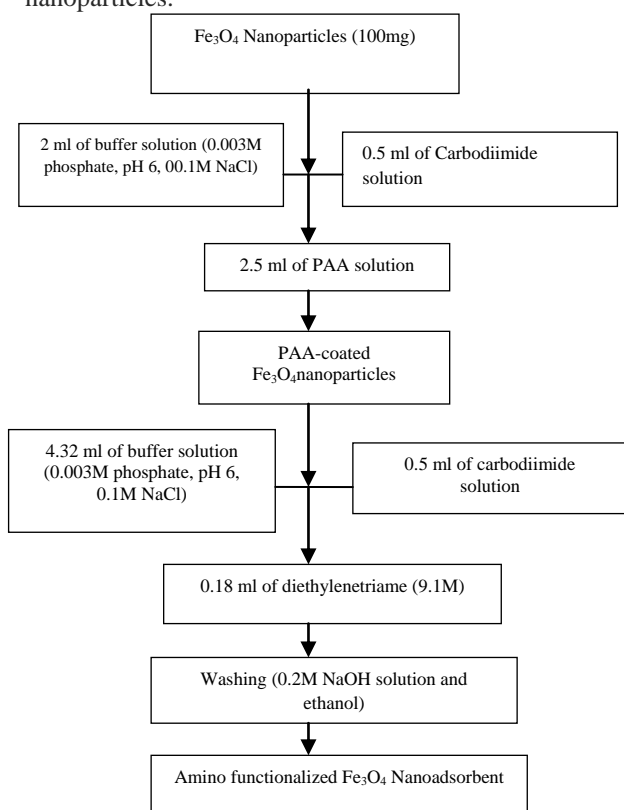 nanoparticles.
Fe₃O₄ Nanoparticles (100mg)
2 ml of buffer solution (0.003M
phosphate, pH 6, 00.1M NaCl)
0.5 ml of Carbodiimide
solution
2.5 ml of PAA solution
PAA-coated
Fe₃O₄nanoparticles
4.32 ml of buffer solution
(0.003M phosphate, pH 6,
0.1M NaCl)
0.5 ml of carbodiimide
solution
0.18 ml of diethylenetriame (9.1M)
Washing (0.2M NaOH solution and
ethanol)
Amino functionalized Fe₃O₄ Nanoadsorbent